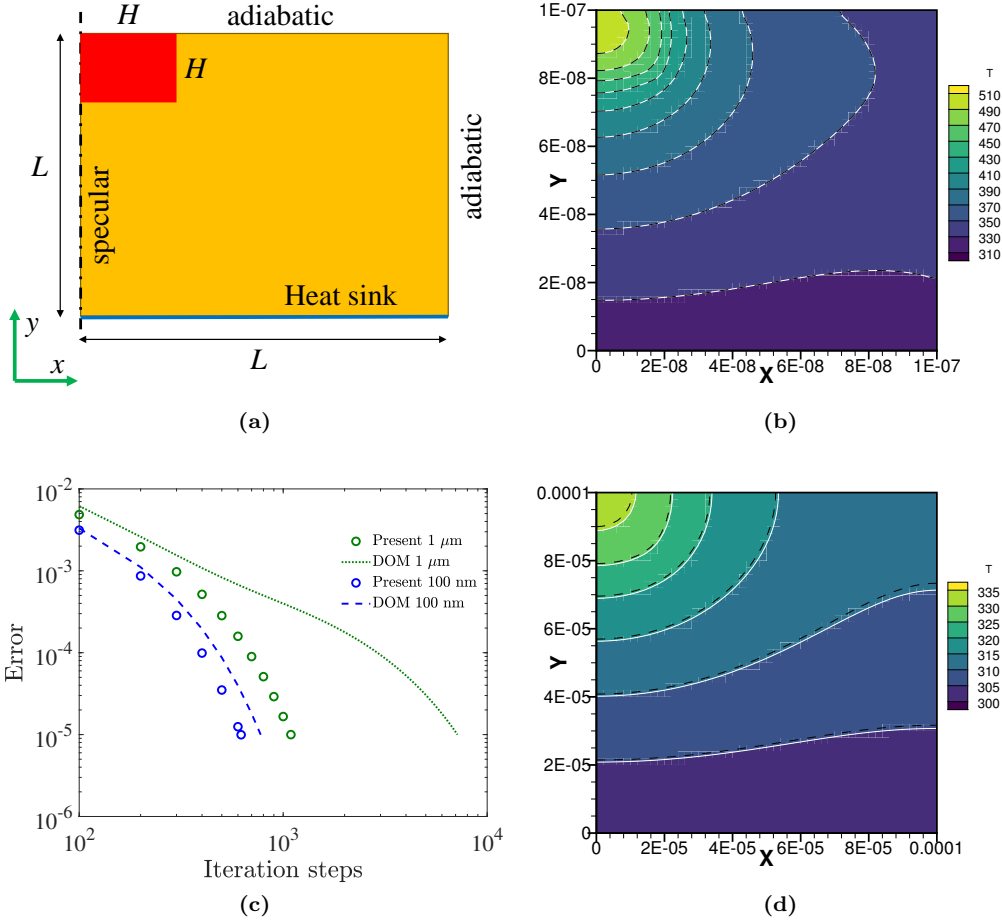 H
adiabatic
H
L
specular
adiabatic
Heat sink
y
x
L
(a)
1E-07
8E-08
6E-08
4E-08
2E-08
0
Y
0
2E-08
4E-08
6E-08
8E-08
1E-07
X
T
510
490
470
450
430
410
390
370
350
330
310
(b)
10^-2
10^-3
10^-4
10^-5
10^-6
Error
Present 1 μm
DOM 1 μm
Present 100 nm
DOM 100 nm
10^2
10^3
10^4
Iteration steps
(c)
0.0001
8E-05
6E-05
4E-05
2E-05
0
Y
0
2E-05
4E-05
6E-05
8E-05
0.0001
X
T
335
330
325
320
315
310
305
300
(d)